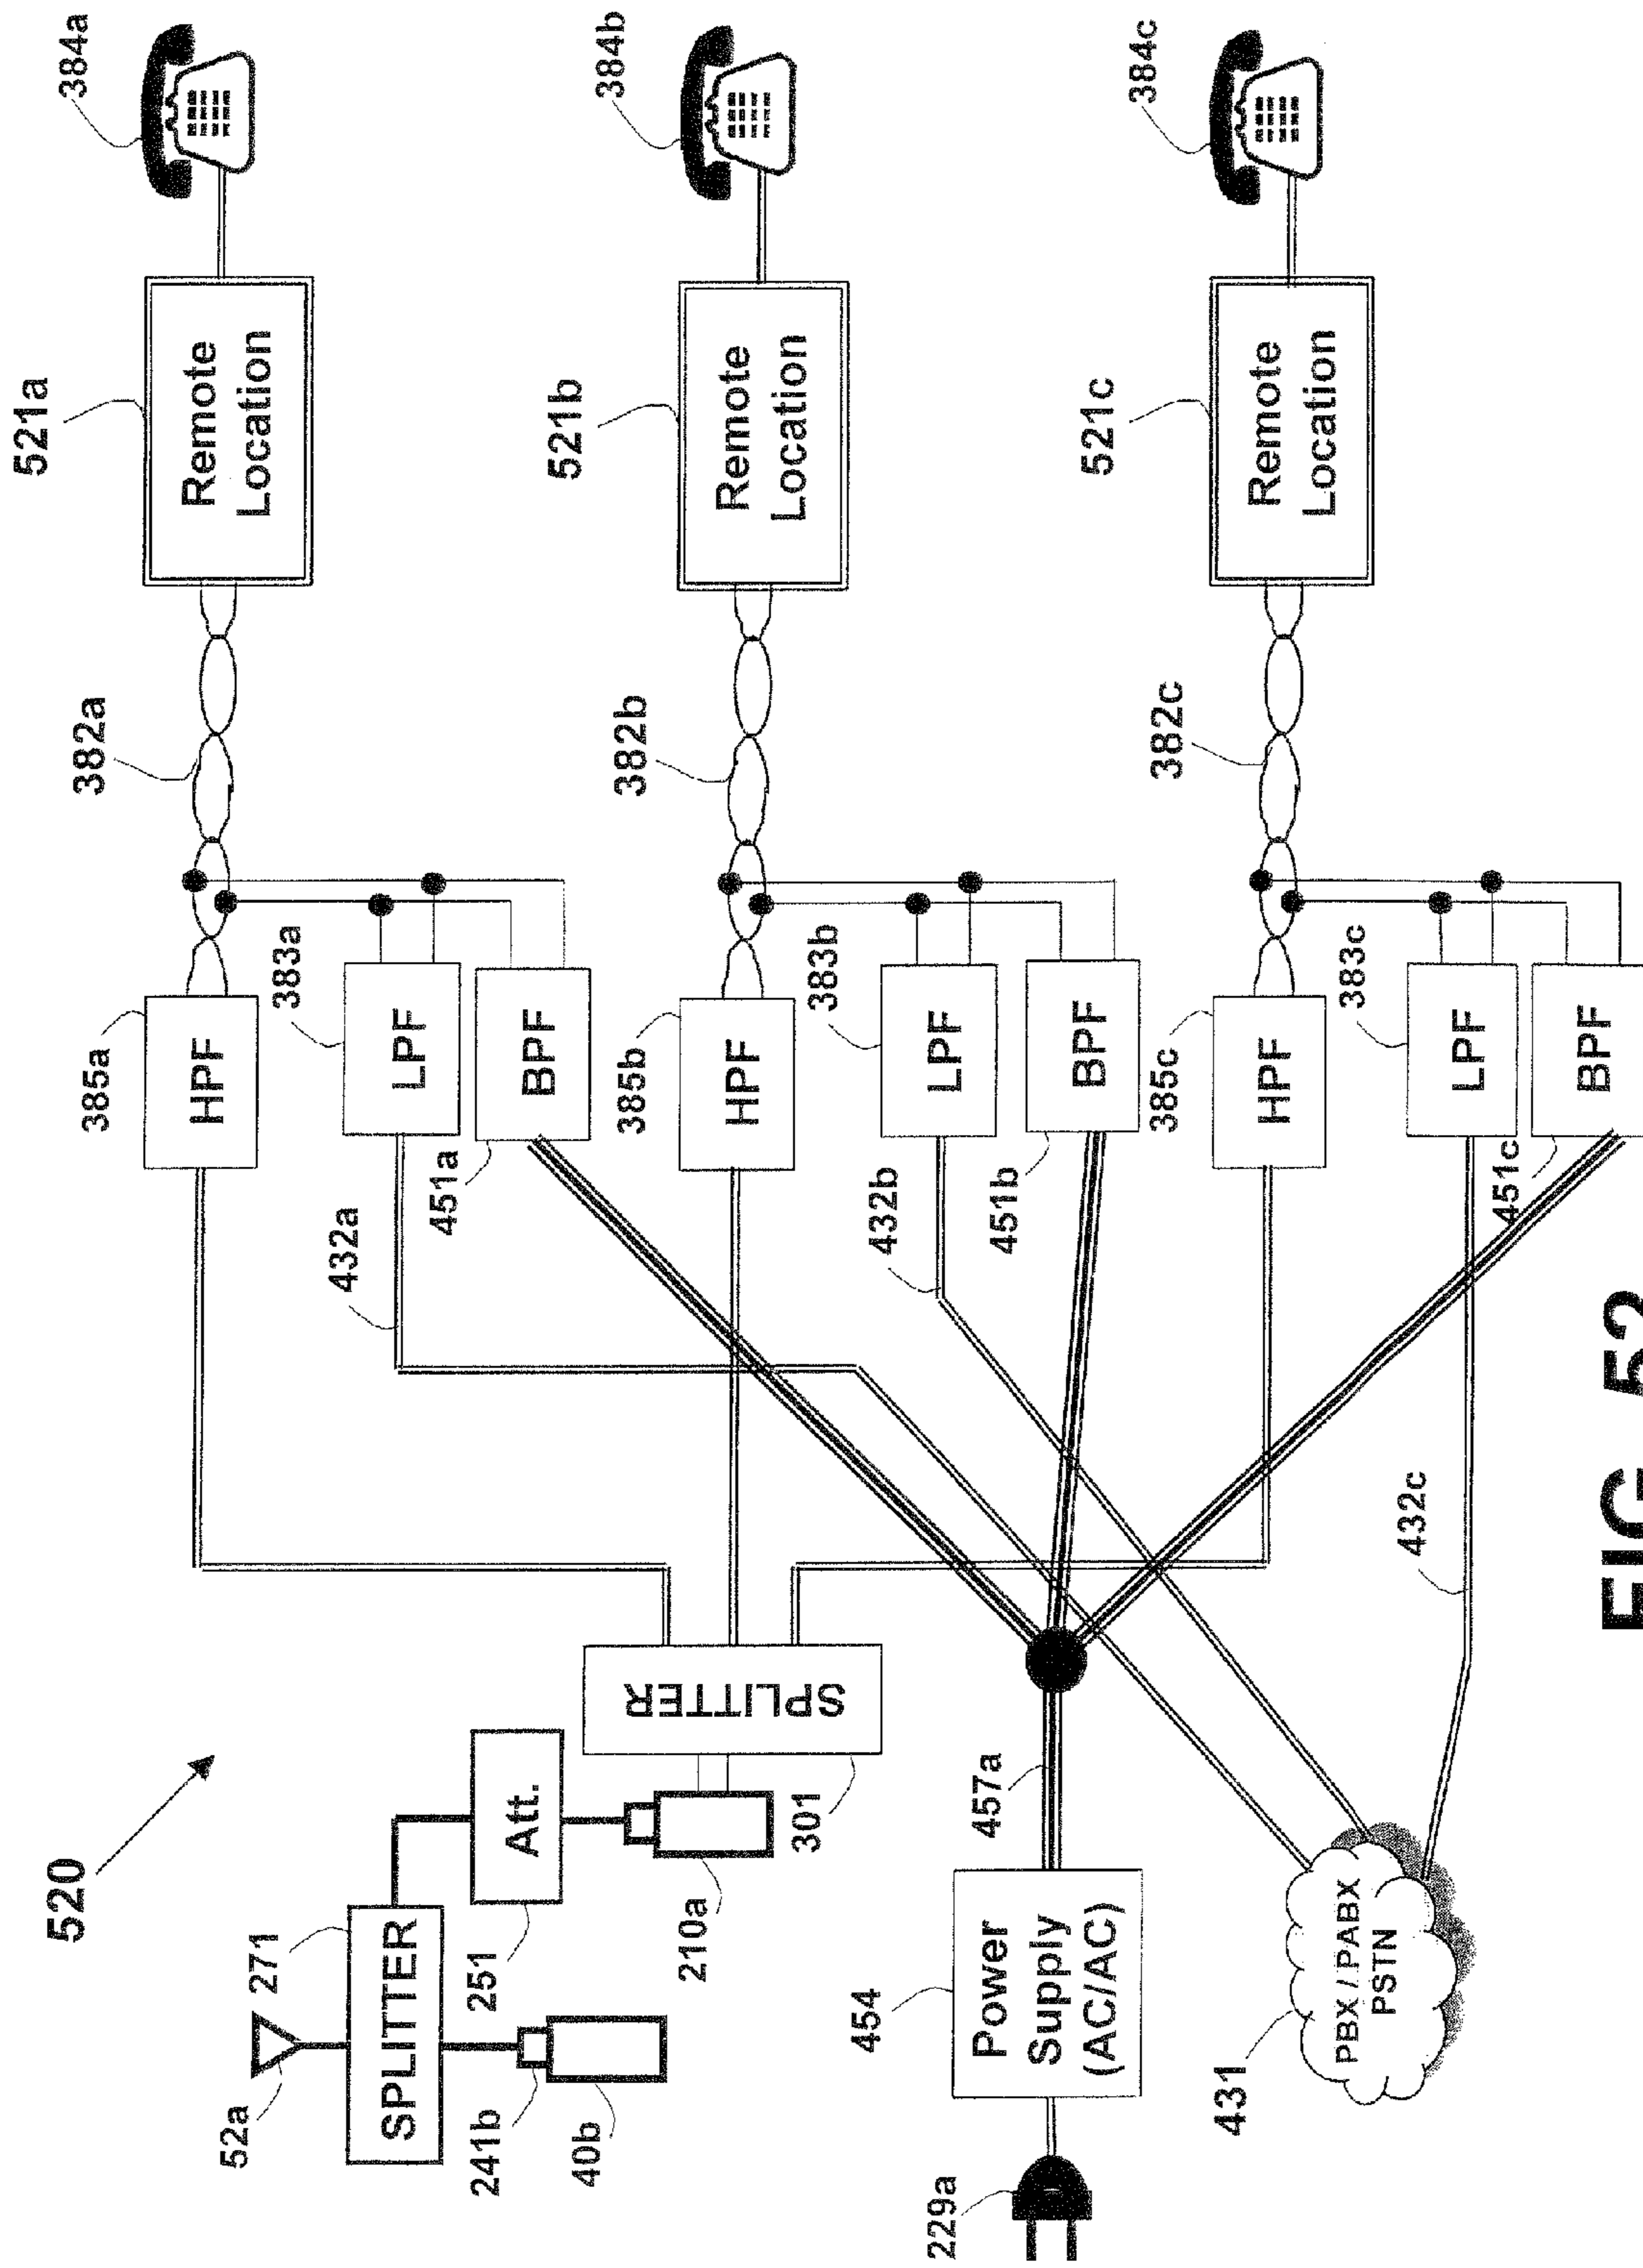 520
52a
271
SPLITTER
241b
40b
251
Att.
210a
301
SPLITTER
229a
454
Power
Supply
(AC/AC)
457a
431
PBX / PABX
PSTN
385a
HPF
383a
LPF
432a
451a
BPF
382a
521a
Remote
Location
384a
385b
HPF
383b
LPF
432b
451b
BPF
382b
521b
Remote
Location
384b
385c
HPF
383c
LPF
432c
451c
BPF
382c
521c
Remote
Location
384c
FIG. 52